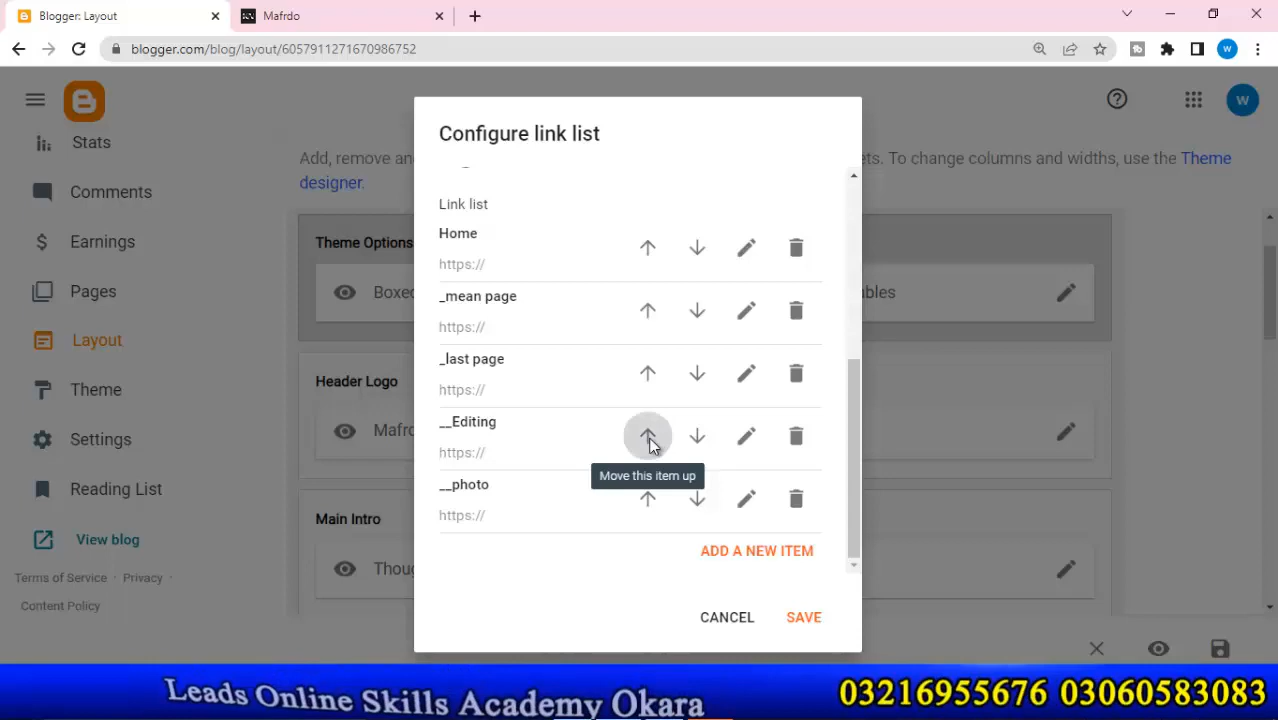 Blogger: Layout
Mafrdo
blogger.com/blog/layout/6057911271670986752
w
w
Stats
Comments
Earnings
Pages
Layout
Theme
Settings
Reading List
View blog
Terms of Service · Privacy ·
Content Policy
Add, remove an
ets. To change columns and widths, use the Theme
designer.
Theme Options
Boxed
ables
Header Logo
Mafr
Main Intro
Thoug
Configure link list
Link list
Home
https://
_mean page
https://
_last page
https://
__Editing
https://
Move this item up
__photo
https://
ADD A NEW ITEM
CANCEL
SAVE
Leads Online Skills Academy Okara
03216955676 03060583083